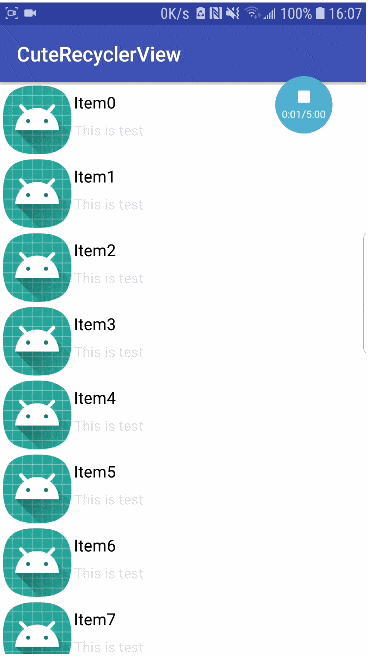 0K/s 100% 16:07
CuteRecyclerView
0:01/5:00
Item0
This is test
Item1
This is test
Item2
This is test
Item3
This is test
Item4
This is test
Item5
This is test
Item6
This is test
Item7
This is test